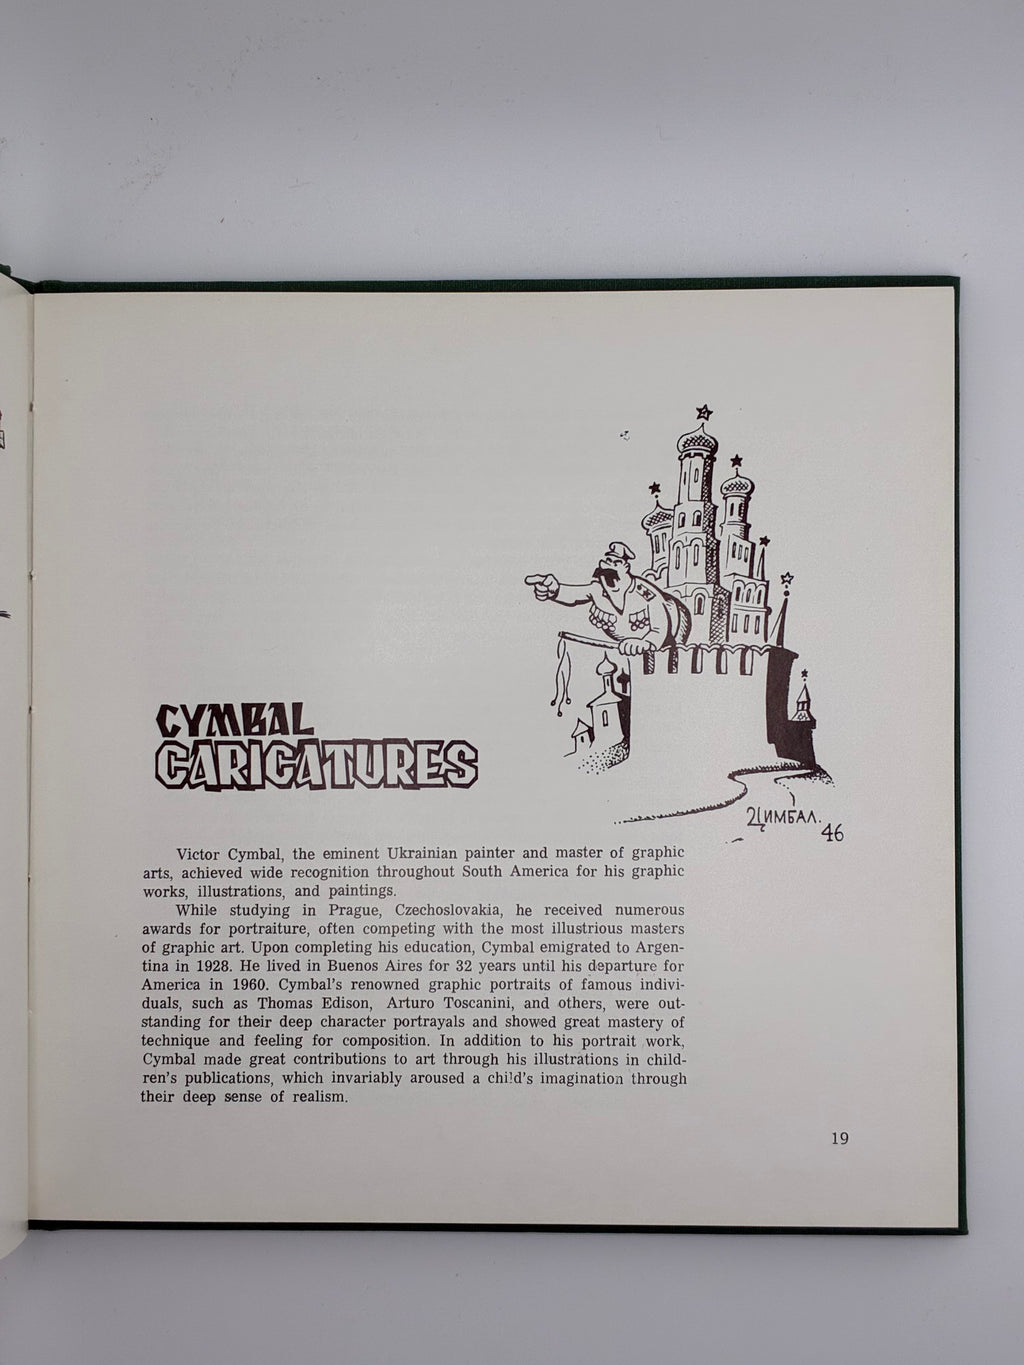 CYMBAL
CARICATURES
ЦИМБАЛ.
46
Victor Cymbal, the eminent Ukrainian painter and master of graphic
arts, achieved wide recognition throughout South America for his graphic
works, illustrations, and paintings.
While studying in Prague, Czechoslovakia, he received numerous
awards for portraiture, often competing with the most illustrious masters
of graphic art. Upon completing his education, Cymbal emigrated to Argen-
tina in 1928. He lived in Buenos Aires for 32 years until his departure for
America in 1960. Cymbal's renowned graphic portraits of famous indivi-
duals, such as Thomas Edison, Arturo Toscanini, and others, were out-
standing for their deep character portrayals and showed great mastery of
technique and feeling for composition. In addition to his portrait work,
Cymbal made great contributions to art through his illustrations in child-
ren's publications, which invariably aroused a child's imagination through
their deep sense of realism.
19